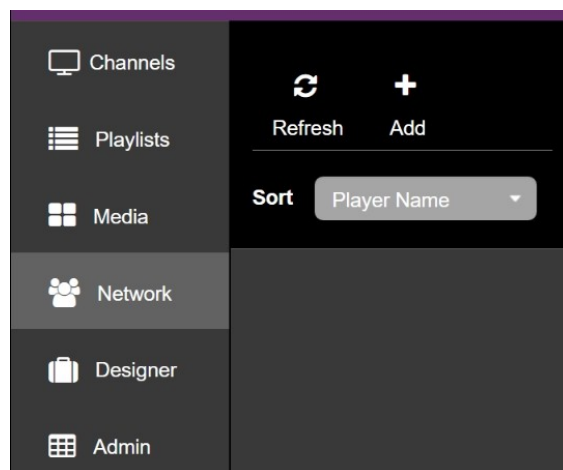 Channels
Playlists
Media
Network
Designer
Admin
Refresh Add
Sort Player Name